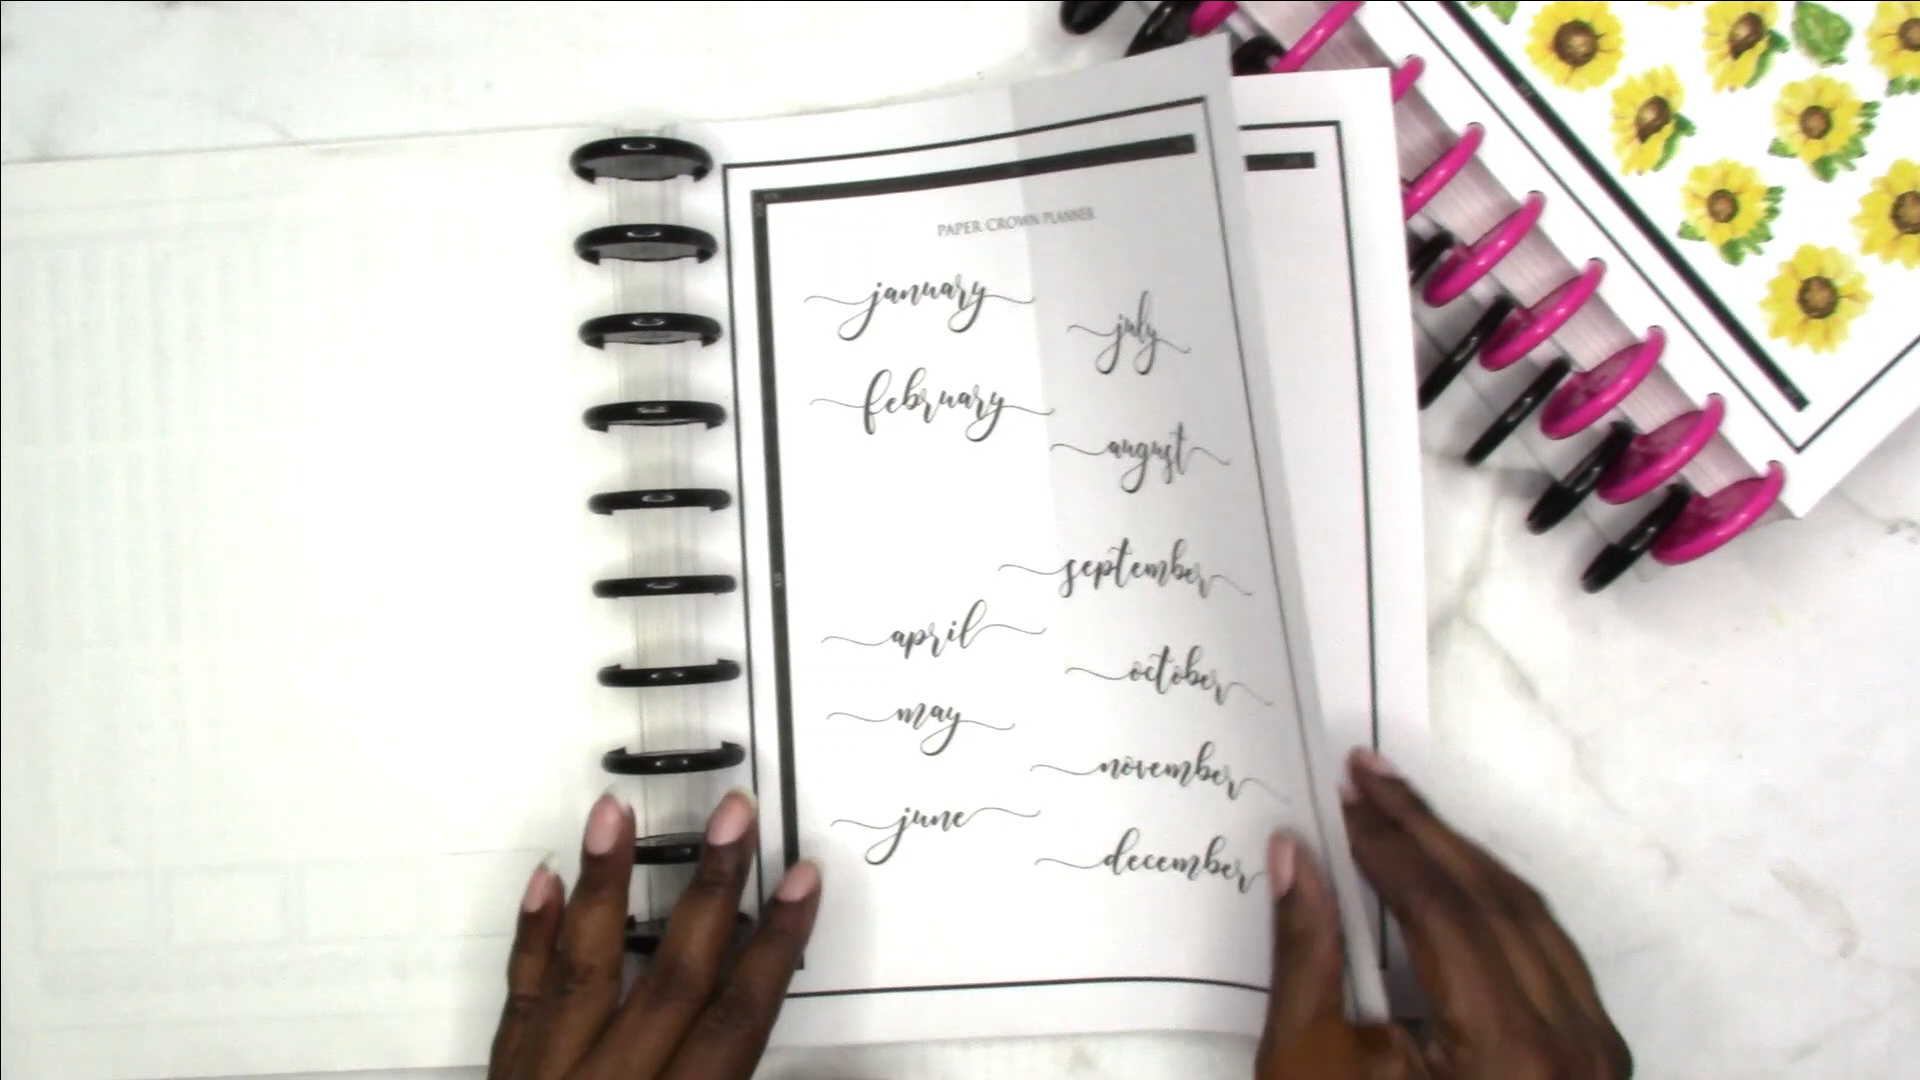 PAPER CROWN PLANNER
january
february
april
may
june
july
august
september
october
november
december